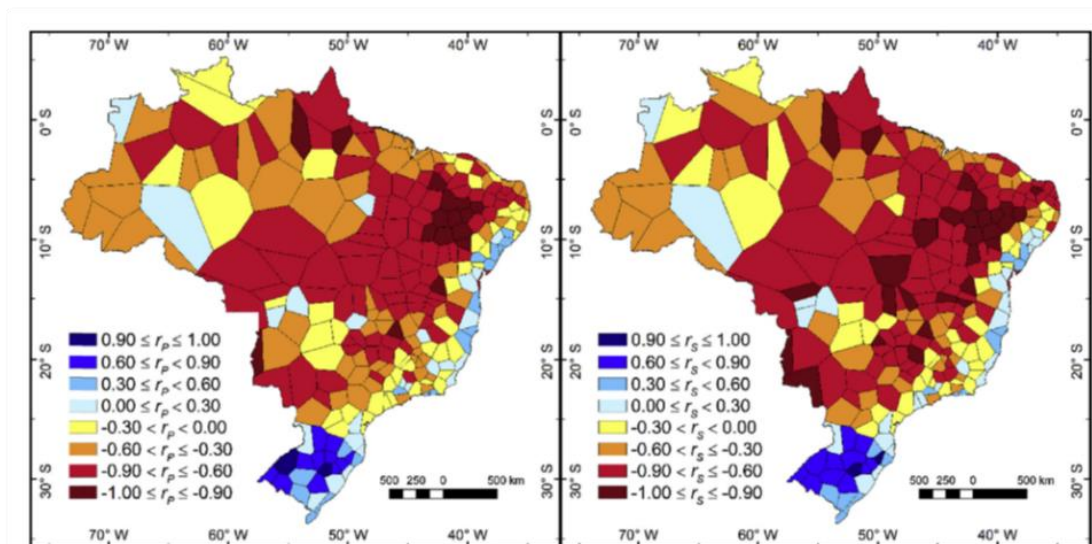 70° W 60° W 50° W 40° W 70° W 60° W 50° W 40° W
0° S 0° S 0° S
10° S 10° S 10° S
20° S 20° S 20° S
30° S 30° S 30° S
0.90 ≤ rP ≤ 1.00
0.60 ≤ rP < 0.90
0.30 ≤ rP < 0.60
0.00 ≤ rP < 0.30
-0.30 < rP < 0.00
-0.60 < rP ≤ -0.30
-0.90 < rP ≤ -0.60
-1.00 ≤ rP ≤ -0.90
500 250 0 500 km
0.90 ≤ rS ≤ 1.00
0.60 ≤ rS < 0.90
0.30 ≤ rS < 0.60
0.00 ≤ rS < 0.30
-0.30 < rS < 0.00
-0.60 < rS ≤ -0.30
-0.90 < rS ≤ -0.60
-1.00 ≤ rS ≤ -0.90
500 250 0 500 km
70° W 60° W 50° W 40° W 70° W 60° W 50° W 40° W